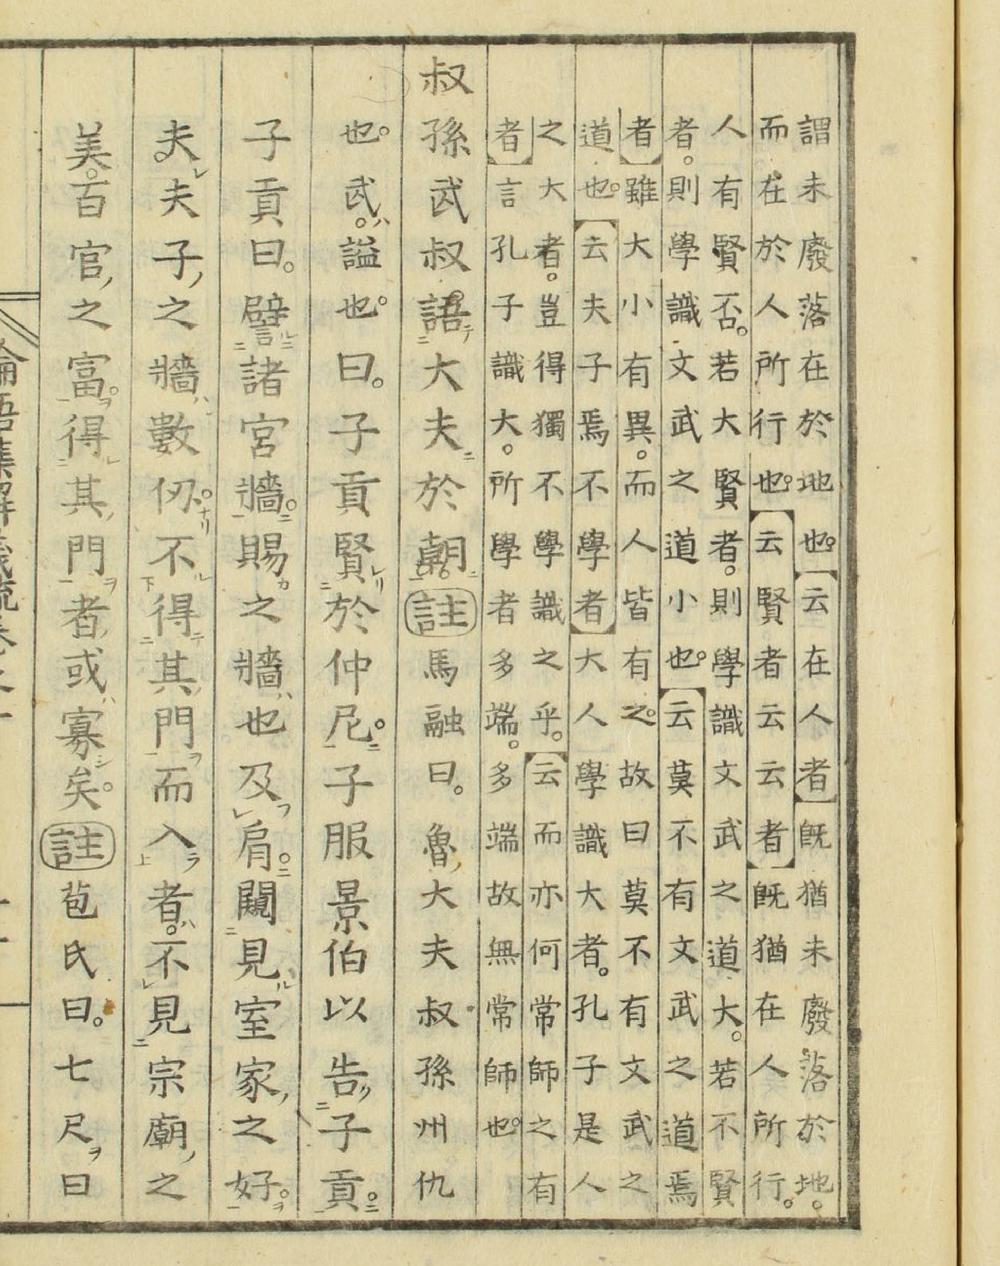 謂未廢落在於地也。【云在人者】既猶未廢落於地。
而在於人所行也。【云賢者云云者】既猶在人所行。
人有賢否。若大賢者。則學識文武之道大。若不賢
者。則學識文武之道小也。【云莫不有文武之道焉
者】雖大小有異。而人皆有之。故曰莫不有文武之
道也。【云夫子焉不學者】大人學識大者。孔子是人
之大者。豈得獨不學識之乎。【云而亦何常師之有
者】言孔子識大。所學者多端。多端故無常師也。
叔孫武叔語大夫於朝。註馬融曰。魯大夫叔孫州仇
也。武。謚也。曰。子貢賢於仲尼。子服景伯以告子貢。
子貢曰。譬諸宮牆。賜之牆也及肩。闚見室家之好。
夫夫子之牆數仭。不得其門而入者。不見宗廟之
美。百官之富。得其門者或寡矣。註苞氏曰。七尺曰
論語集解義疏卷之十